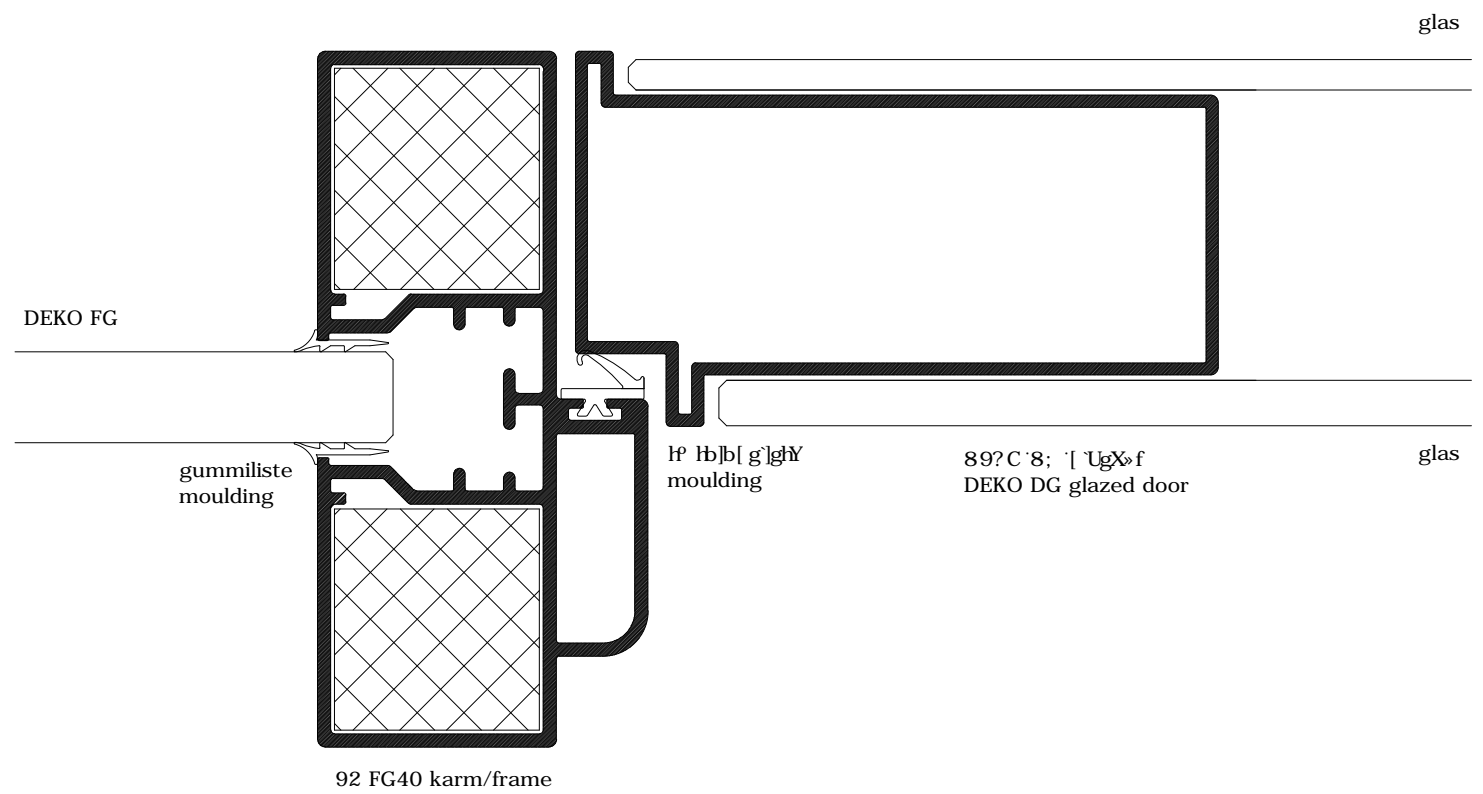 glas
DEKO FG
gummiliste
moulding
moulding
DEKO DG glazed door
glas
92 FG40 karm/frame